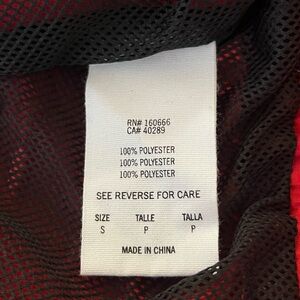 RN# 160666
CA# 40289
100% POLYESTER
100% POLYESTER
100% POLYESTER
SEE REVERSE FOR CARE
SIZE TALLE TALLA
S P P
MADE IN CHINA